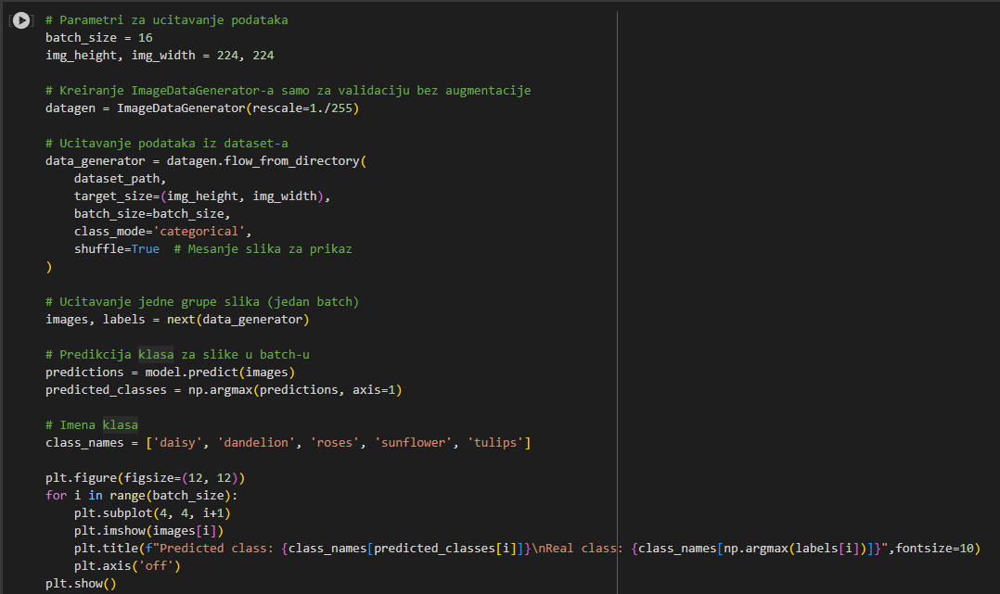 # Parametri za ucitavanje podataka
batch_size = 16
img_height, img_width = 224, 224

# Kreiranje ImageDataGenerator-a samo za validaciju bez augmentacije
datagen = ImageDataGenerator(rescale=1./255)

# Ucitavanje podataka iz dataset-a
data_generator = datagen.flow_from_directory(
    dataset_path,
    target_size=(img_height, img_width),
    batch_size=batch_size,
    class_mode='categorical',
    shuffle=True  # Mesanje slika za prikaz
)

# Ucitavanje jedne grupe slika (jedan batch)
images, labels = next(data_generator)

# Predikcija klasa za slike u batch-u
predictions = model.predict(images)
predicted_classes = np.argmax(predictions, axis=1)

# Imena klasa
class_names = ['daisy', 'dandelion', 'roses', 'sunflower', 'tulips']

plt.figure(figsize=(12, 12))
for i in range(batch_size):
    plt.subplot(4, 4, i+1)
    plt.imshow(images[i])
    plt.title(f"Predicted class: {class_names[predicted_classes[i]]}\nReal class: {class_names[np.argmax(labels[i])]}",fontsize=10)
    plt.axis('off')
plt.show()